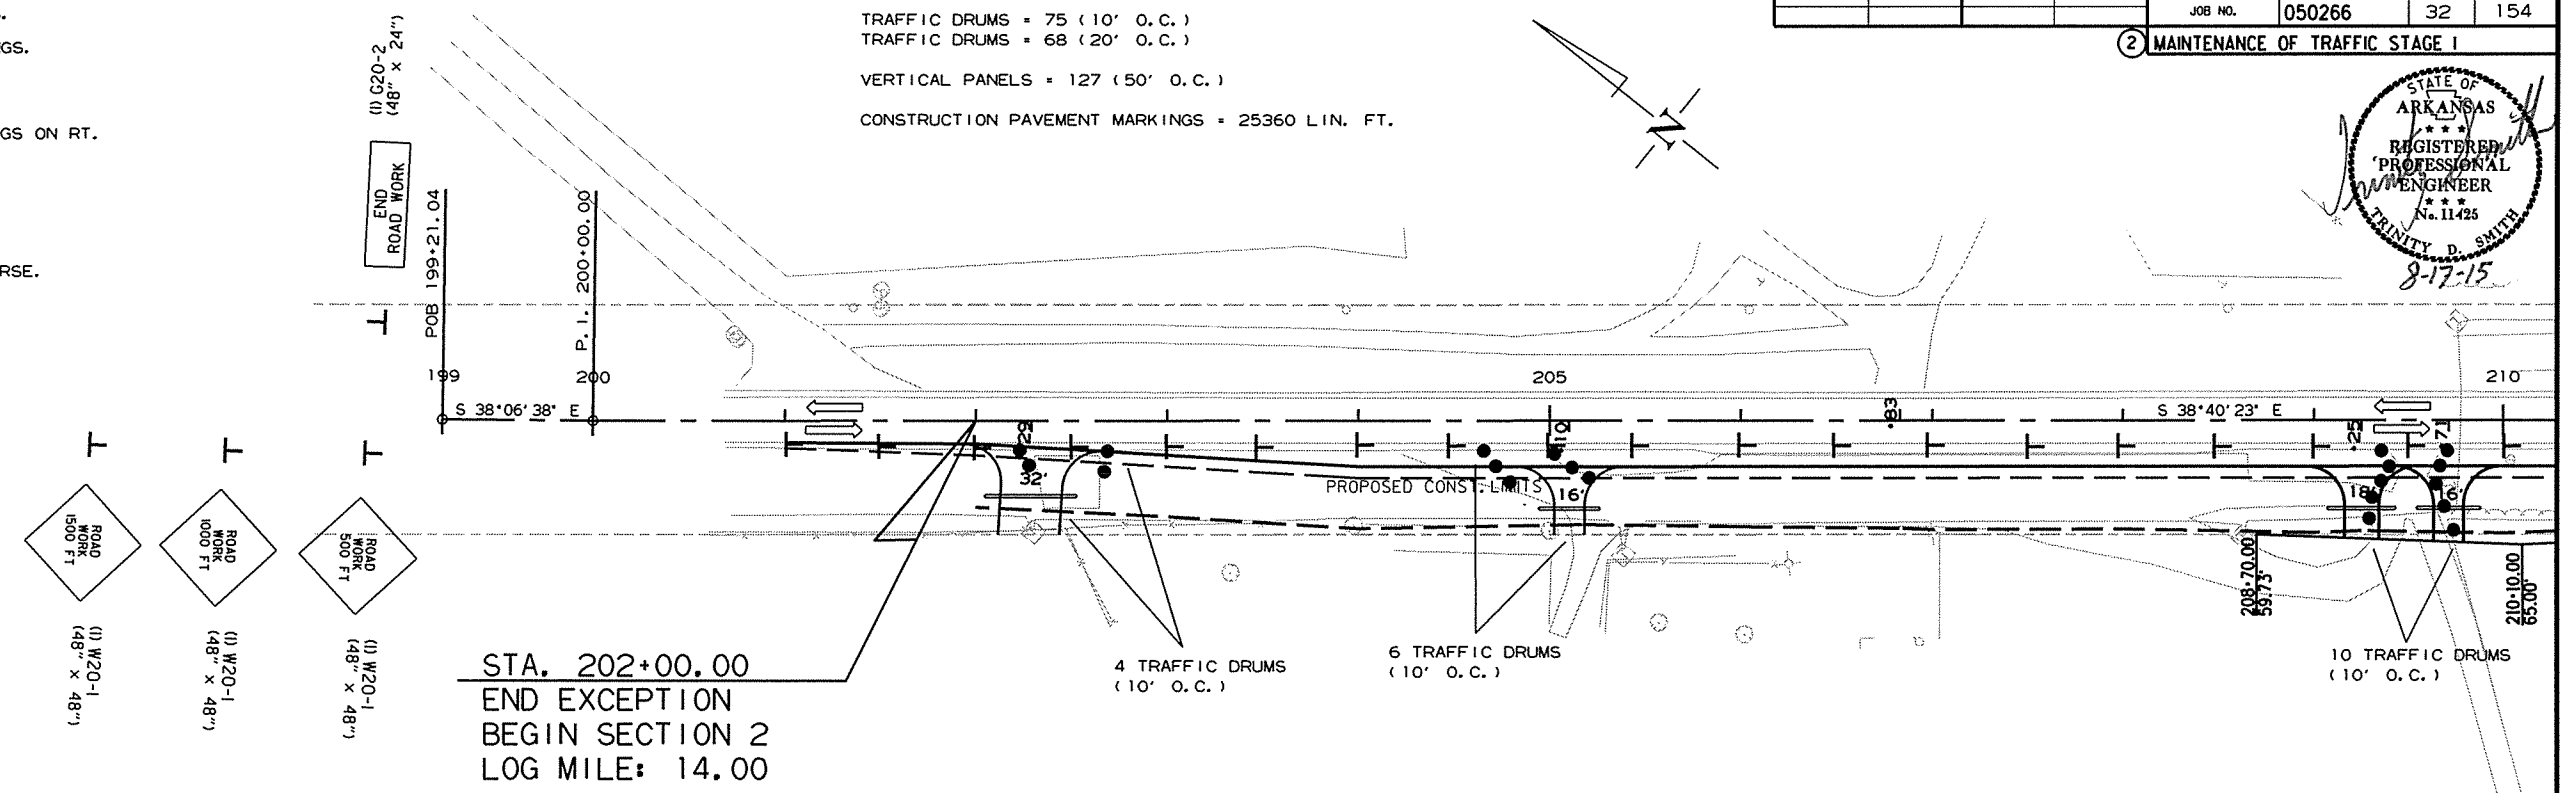 GS.
GS ON RT.
RSE.
TRAFFIC DRUMS = 75 (10' O.C.)
TRAFFIC DRUMS = 68 (20' O.C.)
VERTICAL PANELS = 127 (50' O.C.)
CONSTRUCTION PAVEMENT MARKINGS = 25360 LIN. FT.
JOB NO. 050266 32 154
2 MAINTENANCE OF TRAFFIC STAGE 1
STATE OF
ARKANSAS
★ ★ ★
REGISTERED
PROFESSIONAL
ENGINEER
★ ★ ★
No. 11425
TRINITY D. SMITH
8-17-15
N
(1) G20-2
(48" x 24")
END
ROAD WORK
POB 199+21.04
P.I. 200+00.00
199
200
205
210
S 38°06'38" E
S 38°40'23" E
.29
.10
.83
.25
.71
32'
16'
18'
16'
PROPOSED CONST. LIMITS
208+70.00
59.73'
210+10.00
65.00'
ROAD
WORK
1500 FT
ROAD
WORK
1000 FT
ROAD
WORK
500 FT
(1) W20-1
(48" x 48")
(1) W20-1
(48" x 48")
(1) W20-1
(48" x 48")
4 TRAFFIC DRUMS
(10' O.C.)
6 TRAFFIC DRUMS
(10' O.C.)
10 TRAFFIC DRUMS
(10' O.C.)
STA. 202+00.00
END EXCEPTION
BEGIN SECTION 2
LOG MILE: 14.00